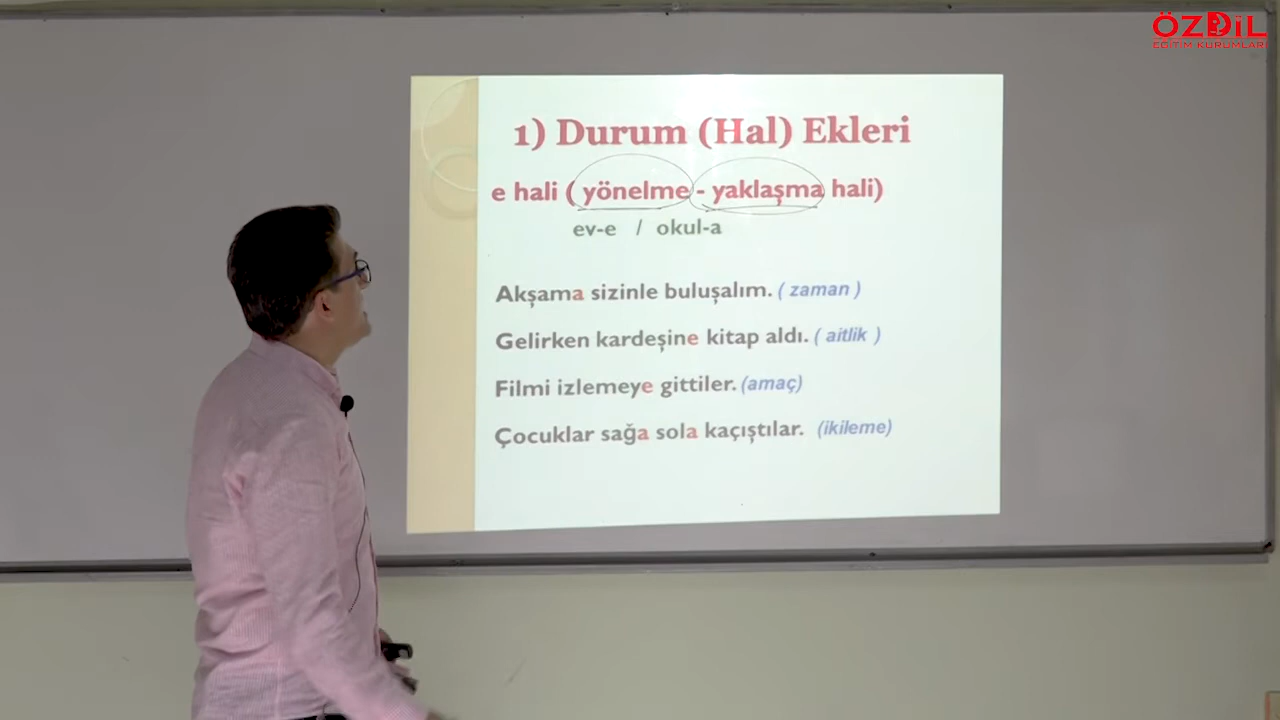 ÖZDİL
EĞİTİM KURUMLARI
1) Durum (Hal) Ekleri
e hali ( yönelme - yaklaşma hali)
ev-e / okul-a
Akşama sizinle buluşalım. ( zaman )
Gelirken kardeşine kitap aldı. ( aitlik )
Filmi izlemeye gittiler. (amaç)
Çocuklar sağa sola kaçıştılar. (ikileme)